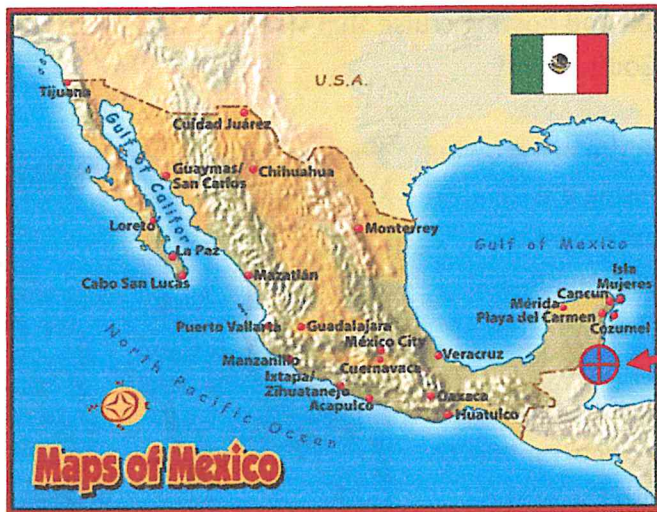 U.S.A.
Tijuana
Cuidad Juárez
Gulf of Califor
Guaymas/
San Carlos
Chihuahua
Loreto
Monterrey
Gulf of Mexico
La Paz
Cabo San Lucas
Mazatlán
Isla
Mujeres
Cancun
Mérida
Playa del Carmen
Cozumel
Puerto Vallarta
Guadalajara
México City
Veracruz
Manzanillo
Cuernavaca
Ixtapa/
Zihuatanejo
Acapulco
Oaxaca
Huatulco
North Pacific Ocean
Maps of Mexico